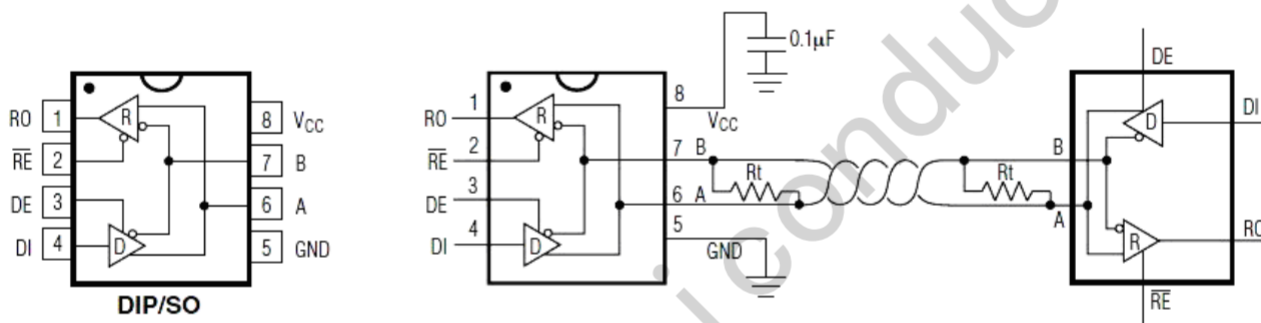 RO 1
RE 2
DE 3
DI 4
8 VCC
7 B
6 A
5 GND
R
D
DIP/SO
RO 1
RE 2
DE 3
DI 4
R
D
8 VCC
7 B
6 A
5 GND
0.1μF
Rt
Rt
B
A
DE
DI
D
R
RO
RE
i conduc